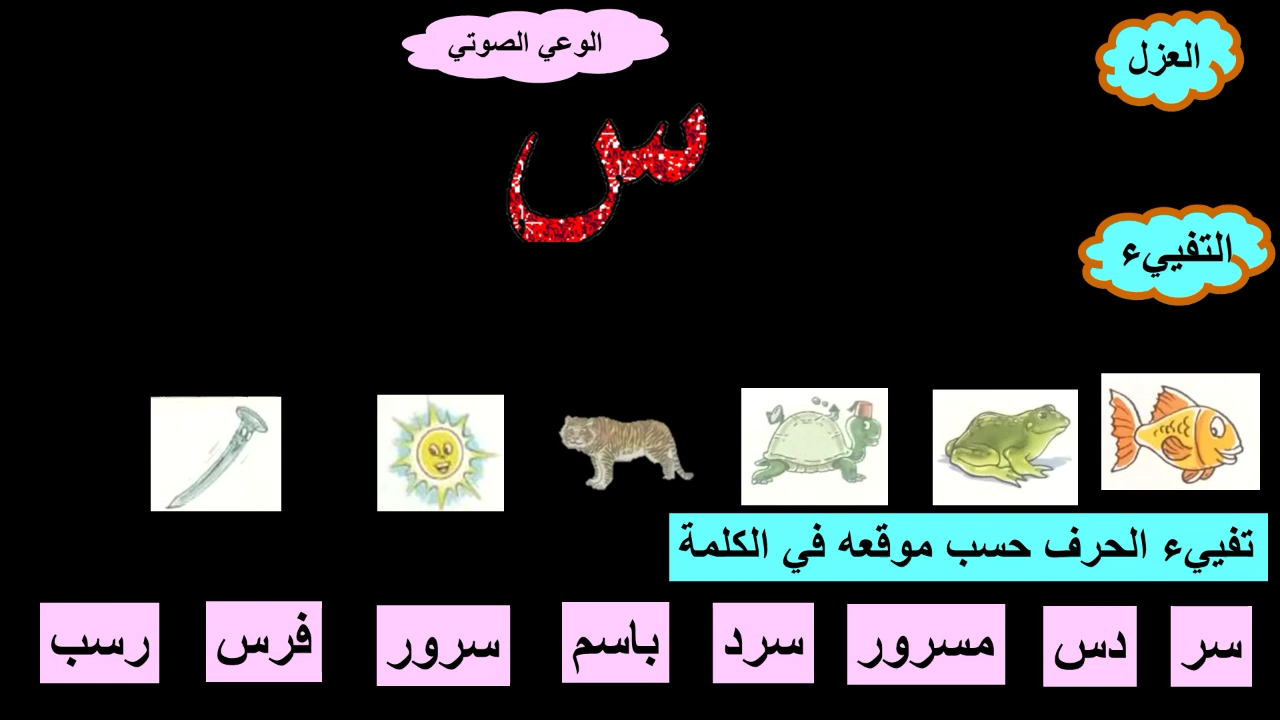 الوعي الصوتي
العزل
س
التفييء
تفييء الحرف حسب موقعه في الكلمة
سر دس مسرور سرد باسم سرور فرس رسب